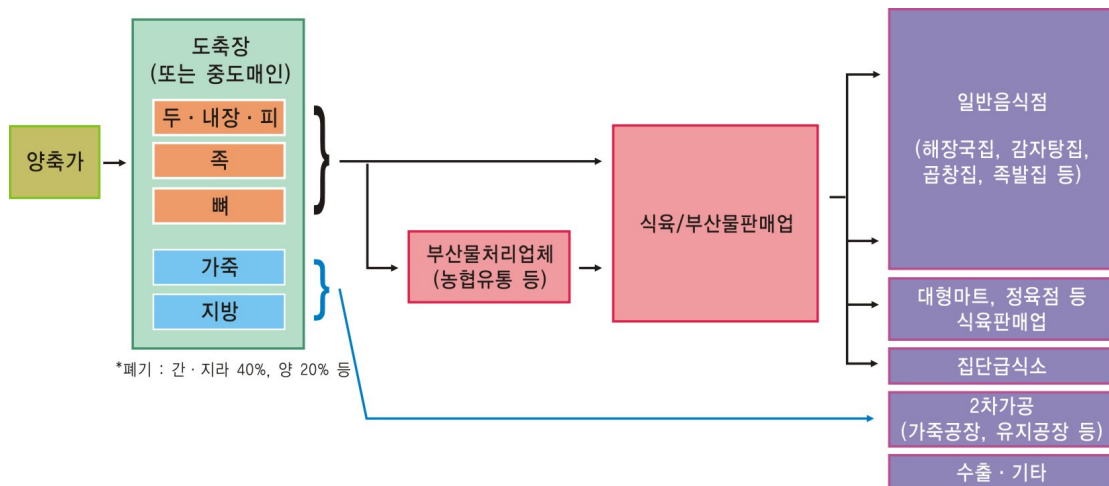 양축가
도축장
(또는 중도매인)
두 · 내장 · 피
족
뼈
가죽
지방
*폐기 : 간 · 지라 40%, 양 20% 등
부산물처리업체
(농협유통 등)
식육/부산물판매업
일반음식점
(해장국집, 감자탕집,
곱창집, 족발집 등)
대형마트, 정육점 등
식육판매업
집단급식소
2차가공
(가죽공장, 유지공장 등)
수출 · 기타